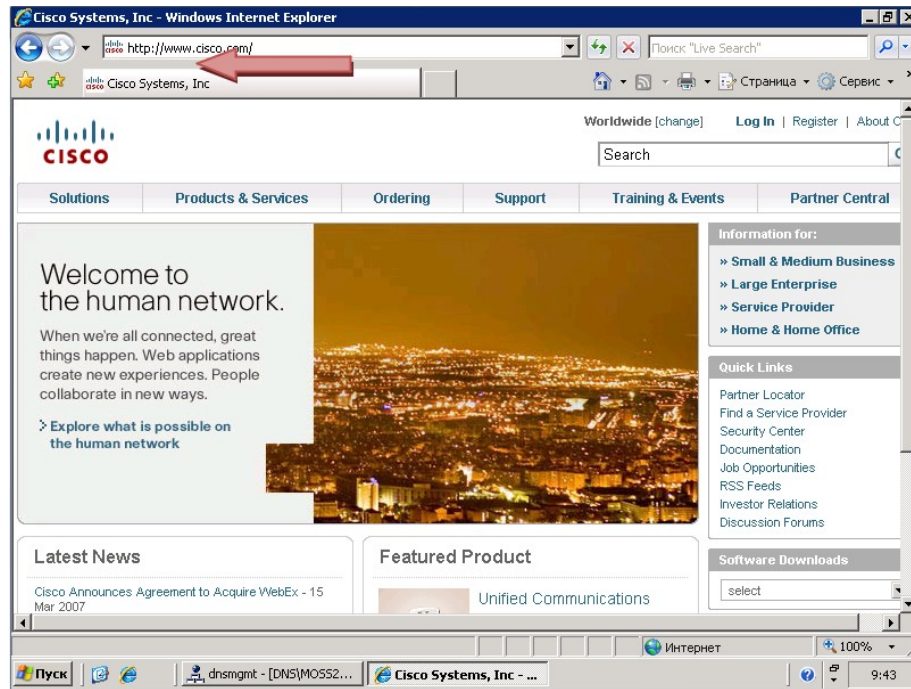 Cisco Systems, Inc - Windows Internet Explorer
http://www.cisco.com/
Поиск "Live Search"
Cisco Systems, Inc
Страница
Сервис
Worldwide [change] Log In | Register | About
CISCO
Search
Solutions Products & Services Ordering Support Training & Events Partner Central
Welcome to
the human network.
When we're all connected, great
things happen. Web applications
create new experiences. People
collaborate in new ways.
Explore what is possible on
the human network
Information for:
» Small & Medium Business
» Large Enterprise
» Service Provider
» Home & Home Office
Quick Links
Partner Locator
Find a Service Provider
Security Center
Documentation
Job Opportunities
RSS Feeds
Investor Relations
Discussion Forums
Latest News
Cisco Announces Agreement to Acquire WebEx - 15
Mar 2007
Featured Product
Unified Communications
Software Downloads
select
Интернет 100%
Пуск dnsmgmt - [DNS\MOSS2... Cisco Systems, Inc - ... 9:43